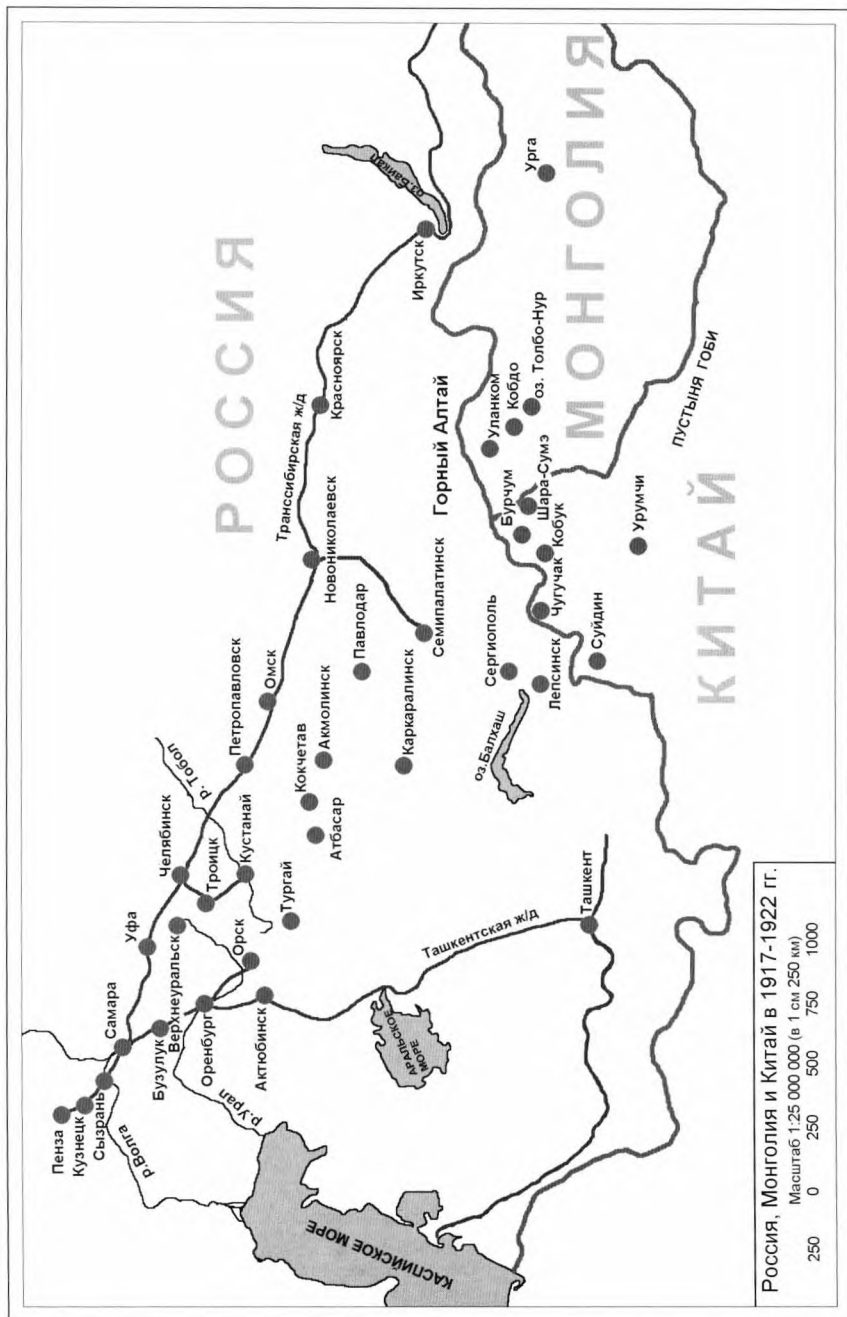 РОССИЯ
МОНГОЛИЯ
КИТАЙ
Пенза
Кузнецк
Сызрань
Самара
Бузулук
Верхнеуральск
Оренбург
Орск
Актюбинск
Уфа
Челябинск
Троицк
Кустанай
Тургай
р. Тобол
р.Волга
р.Урал
Петропавловск
Омск
Кокчетав
Атбасар
Акмолинск
Павлодар
Каркаралинск
Семипалатинск
Новониколаевск
Транссибирская ж/д
Красноярск
Иркутск
оз.Байкал
Горный Алтай
Уланком
Кобдо
оз. Толбо-Нур
Урга
Бурчум
Шара-Сумэ
Кобук
Чугучак
Сергиополь
Лепсинск
Суйдин
Урумчи
ПУСТЫНЯ ГОБИ
оз.Балхаш
Ташкентская ж/д
Ташкент
АРАЛЬСКОЕ
МОРЕ
КАСПИЙСКОЕ МОРЕ
Россия, Монголия и Китай в 1917-1922 гг.
Масштаб 1:25 000 000 (в 1 см 250 км)
250 0 250 500 750 1000